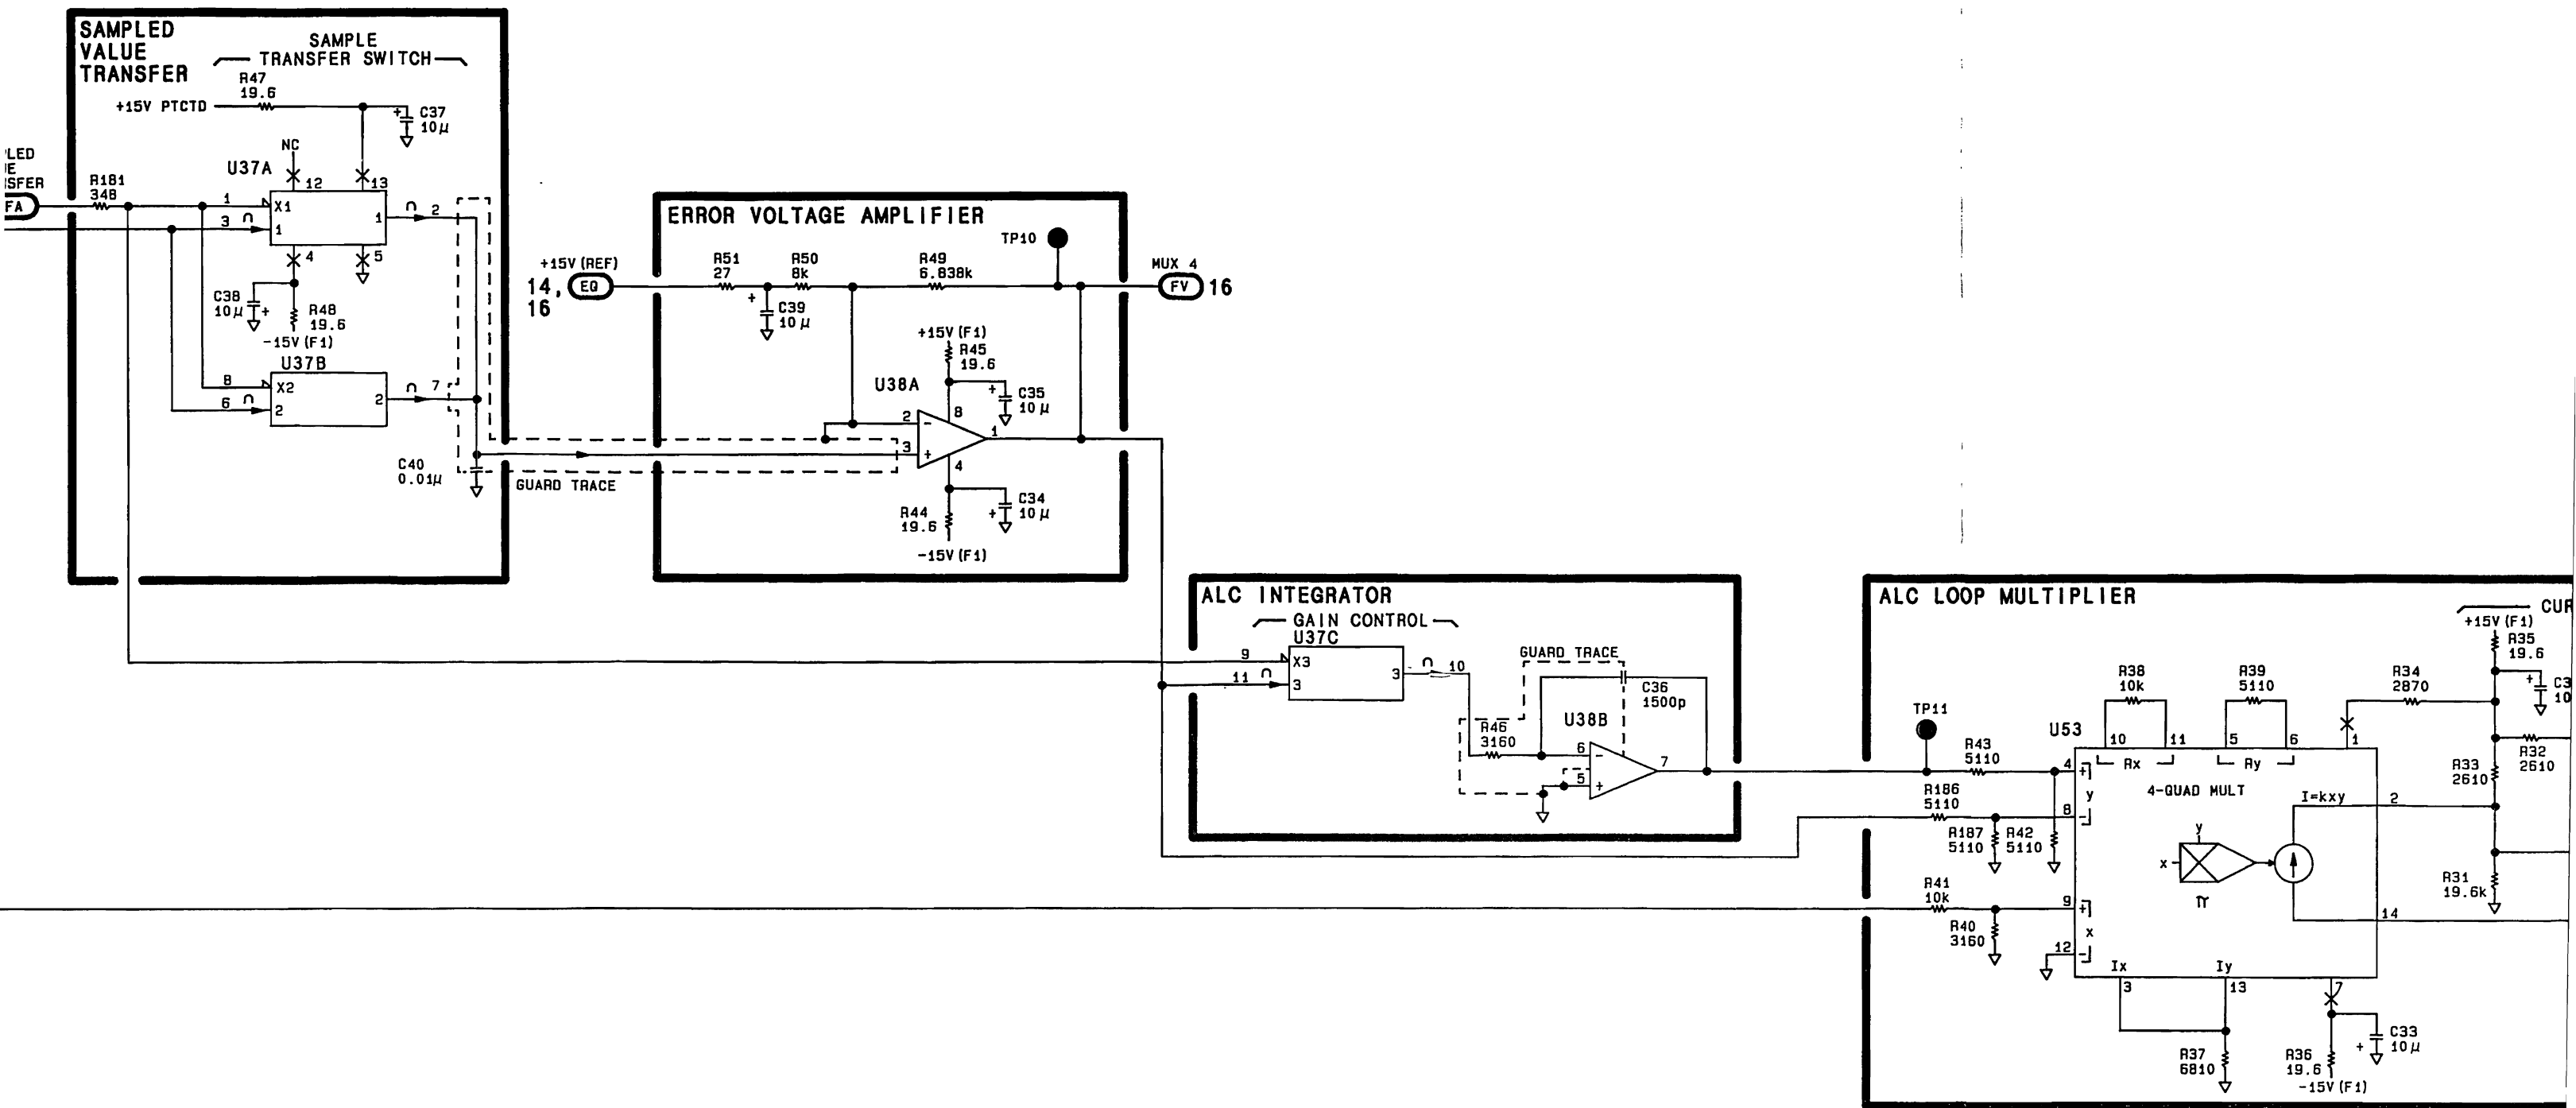 SAMPLED
VALUE
TRANSFER
SAMPLE
TRANSFER SWITCH
R47
19.6
+15V PTCTD
C37
10µ
NC
U37A
12
13
LED
E
SFER
FA
R181
348
1
X1
3
∩
1
1
∩
2
4
5
C38
10µ
+
R48
19.6
-15V (F1)
U37B
8
X2
6
∩
2
2
∩
7
C40
0.01µ
GUARD TRACE
ERROR VOLTAGE AMPLIFIER
TP10
+15V (REF)
14,
16
EQ
R51
27
R50
8k
R49
6.838k
+
C39
10µ
MUX 4
FV
16
+15V (F1)
R45
19.6
U38A
+
C35
10µ
8
2
-
3
+
1
4
R44
19.6
+
C34
10µ
-15V (F1)
ALC INTEGRATOR
GAIN CONTROL
U37C
9
X3
11
∩
3
3
∩
10
GUARD TRACE
C36
1500p
R46
3160
U38B
6
-
5
+
7
ALC LOOP MULTIPLIER
CUR
+15V (F1)
R35
19.6
+
C3
10
R38
10k
R39
5110
R34
2870
TP11
U53
10
11
5
6
1
Rx
Ry
R43
5110
R33
2610
R32
2610
4
+
4-QUAD MULT
I=kxy
2
R186
5110
y
8
-
R187
5110
R42
5110
y
x
π
R31
19.6k
R41
10k
9
+
14
R40
3160
x
12
-
Ix
Iy
3
13
7
R37
6810
R36
19.6
+
C33
10µ
-15V (F1)